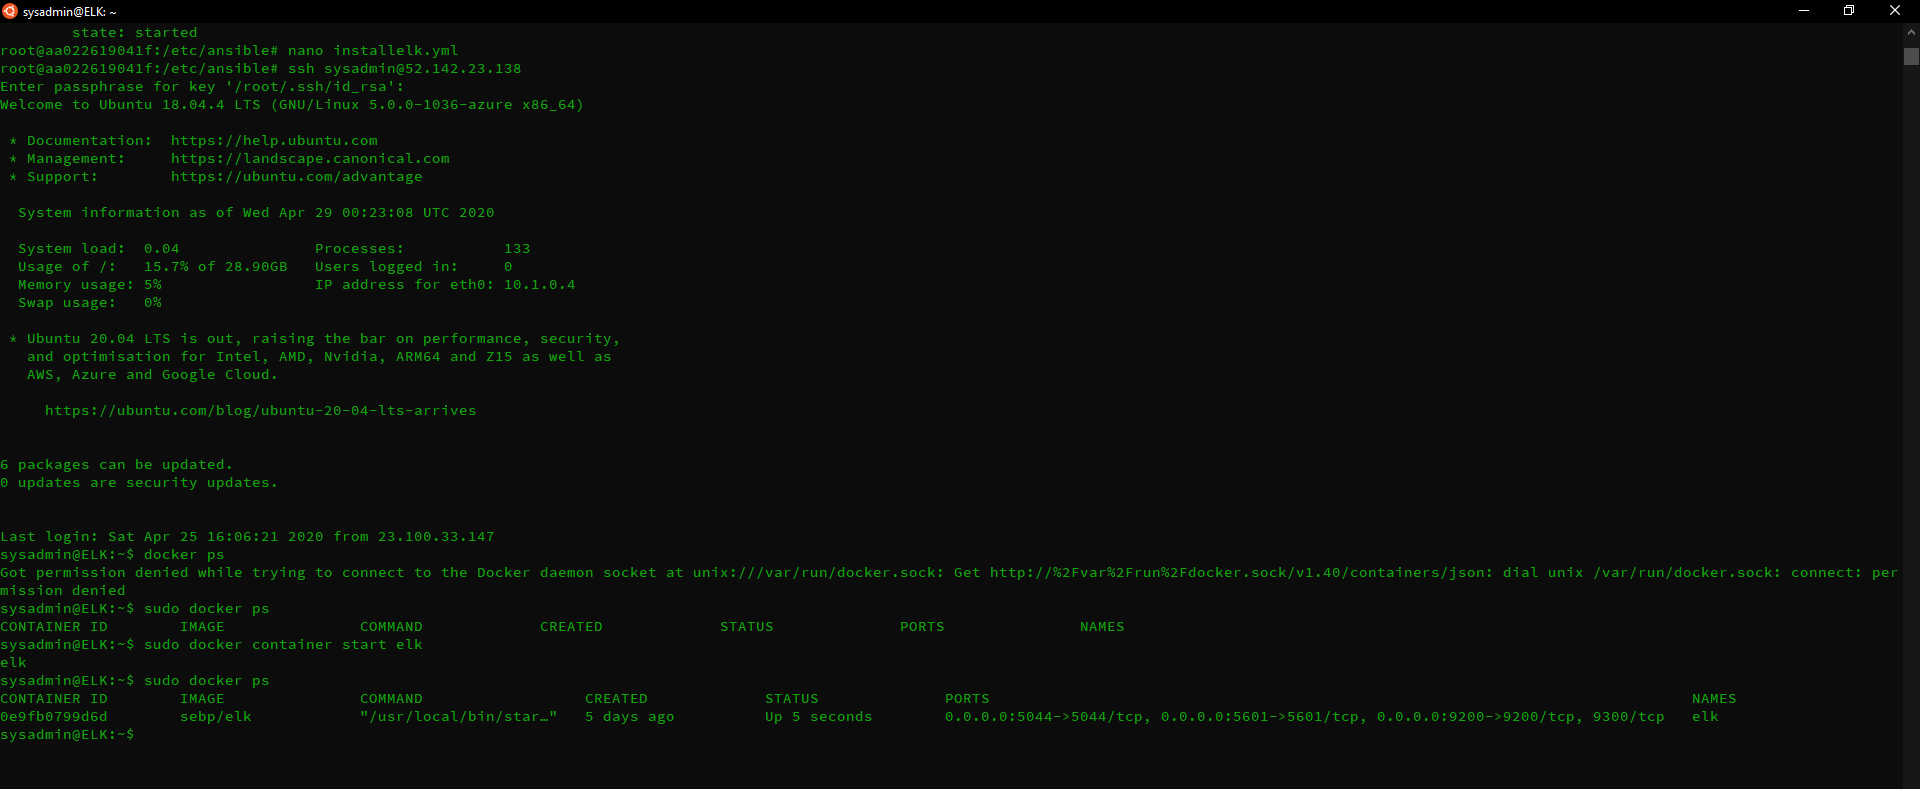 sysadmin@ELK: ~
state: started
root@aa022619041f:/etc/ansible# nano installelk.yml
root@aa022619041f:/etc/ansible# ssh sysadmin@52.142.23.138
Enter passphrase for key '/root/.ssh/id_rsa':
Welcome to Ubuntu 18.04.4 LTS (GNU/Linux 5.0.0-1036-azure x86_64)
* Documentation:  https://help.ubuntu.com
* Management:     https://landscape.canonical.com
* Support:        https://ubuntu.com/advantage
System information as of Wed Apr 29 00:23:08 UTC 2020
System load:  0.04               Processes:           133
Usage of /:   15.7% of 28.90GB   Users logged in:     0
Memory usage: 5%                 IP address for eth0: 10.1.0.4
Swap usage:   0%
* Ubuntu 20.04 LTS is out, raising the bar on performance, security,
and optimisation for Intel, AMD, Nvidia, ARM64 and Z15 as well as
AWS, Azure and Google Cloud.
https://ubuntu.com/blog/ubuntu-20-04-lts-arrives
6 packages can be updated.
0 updates are security updates.
Last login: Sat Apr 25 16:06:21 2020 from 23.100.33.147
sysadmin@ELK:~$ docker ps
Got permission denied while trying to connect to the Docker daemon socket at unix:///var/run/docker.sock: Get http://%2Fvar%2Frun%2Fdocker.sock/v1.40/containers/json: dial unix /var/run/docker.sock: connect: per
mission denied
sysadmin@ELK:~$ sudo docker ps
CONTAINER ID        IMAGE               COMMAND             CREATED             STATUS              PORTS               NAMES
sysadmin@ELK:~$ sudo docker container start elk
elk
sysadmin@ELK:~$ sudo docker ps
CONTAINER ID        IMAGE               COMMAND                  CREATED             STATUS              PORTS                                                                              NAMES
0e9fb0799d6d        sebp/elk            "/usr/local/bin/star…"   5 days ago          Up 5 seconds        0.0.0.0:5044->5044/tcp, 0.0.0.0:5601->5601/tcp, 0.0.0.0:9200->9200/tcp, 9300/tcp   elk
sysadmin@ELK:~$